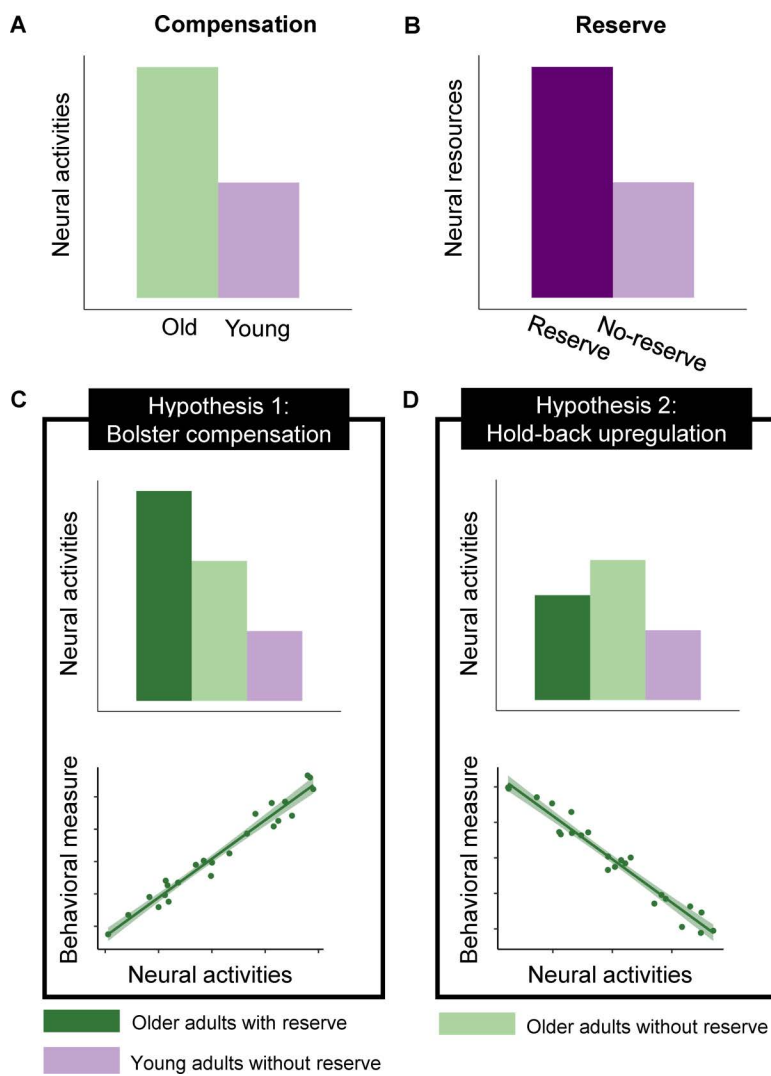 A
Compensation
Neural activities
Old
Young
B
Reserve
Neural resources
Reserve
No-reserve
C
Hypothesis 1:
Bolster compensation
Neural activities
Behavioral measure
Neural activities
D
Hypothesis 2:
Hold-back upregulation
Neural activities
Behavioral measure
Neural activities
Older adults with reserve
Young adults without reserve
Older adults without reserve